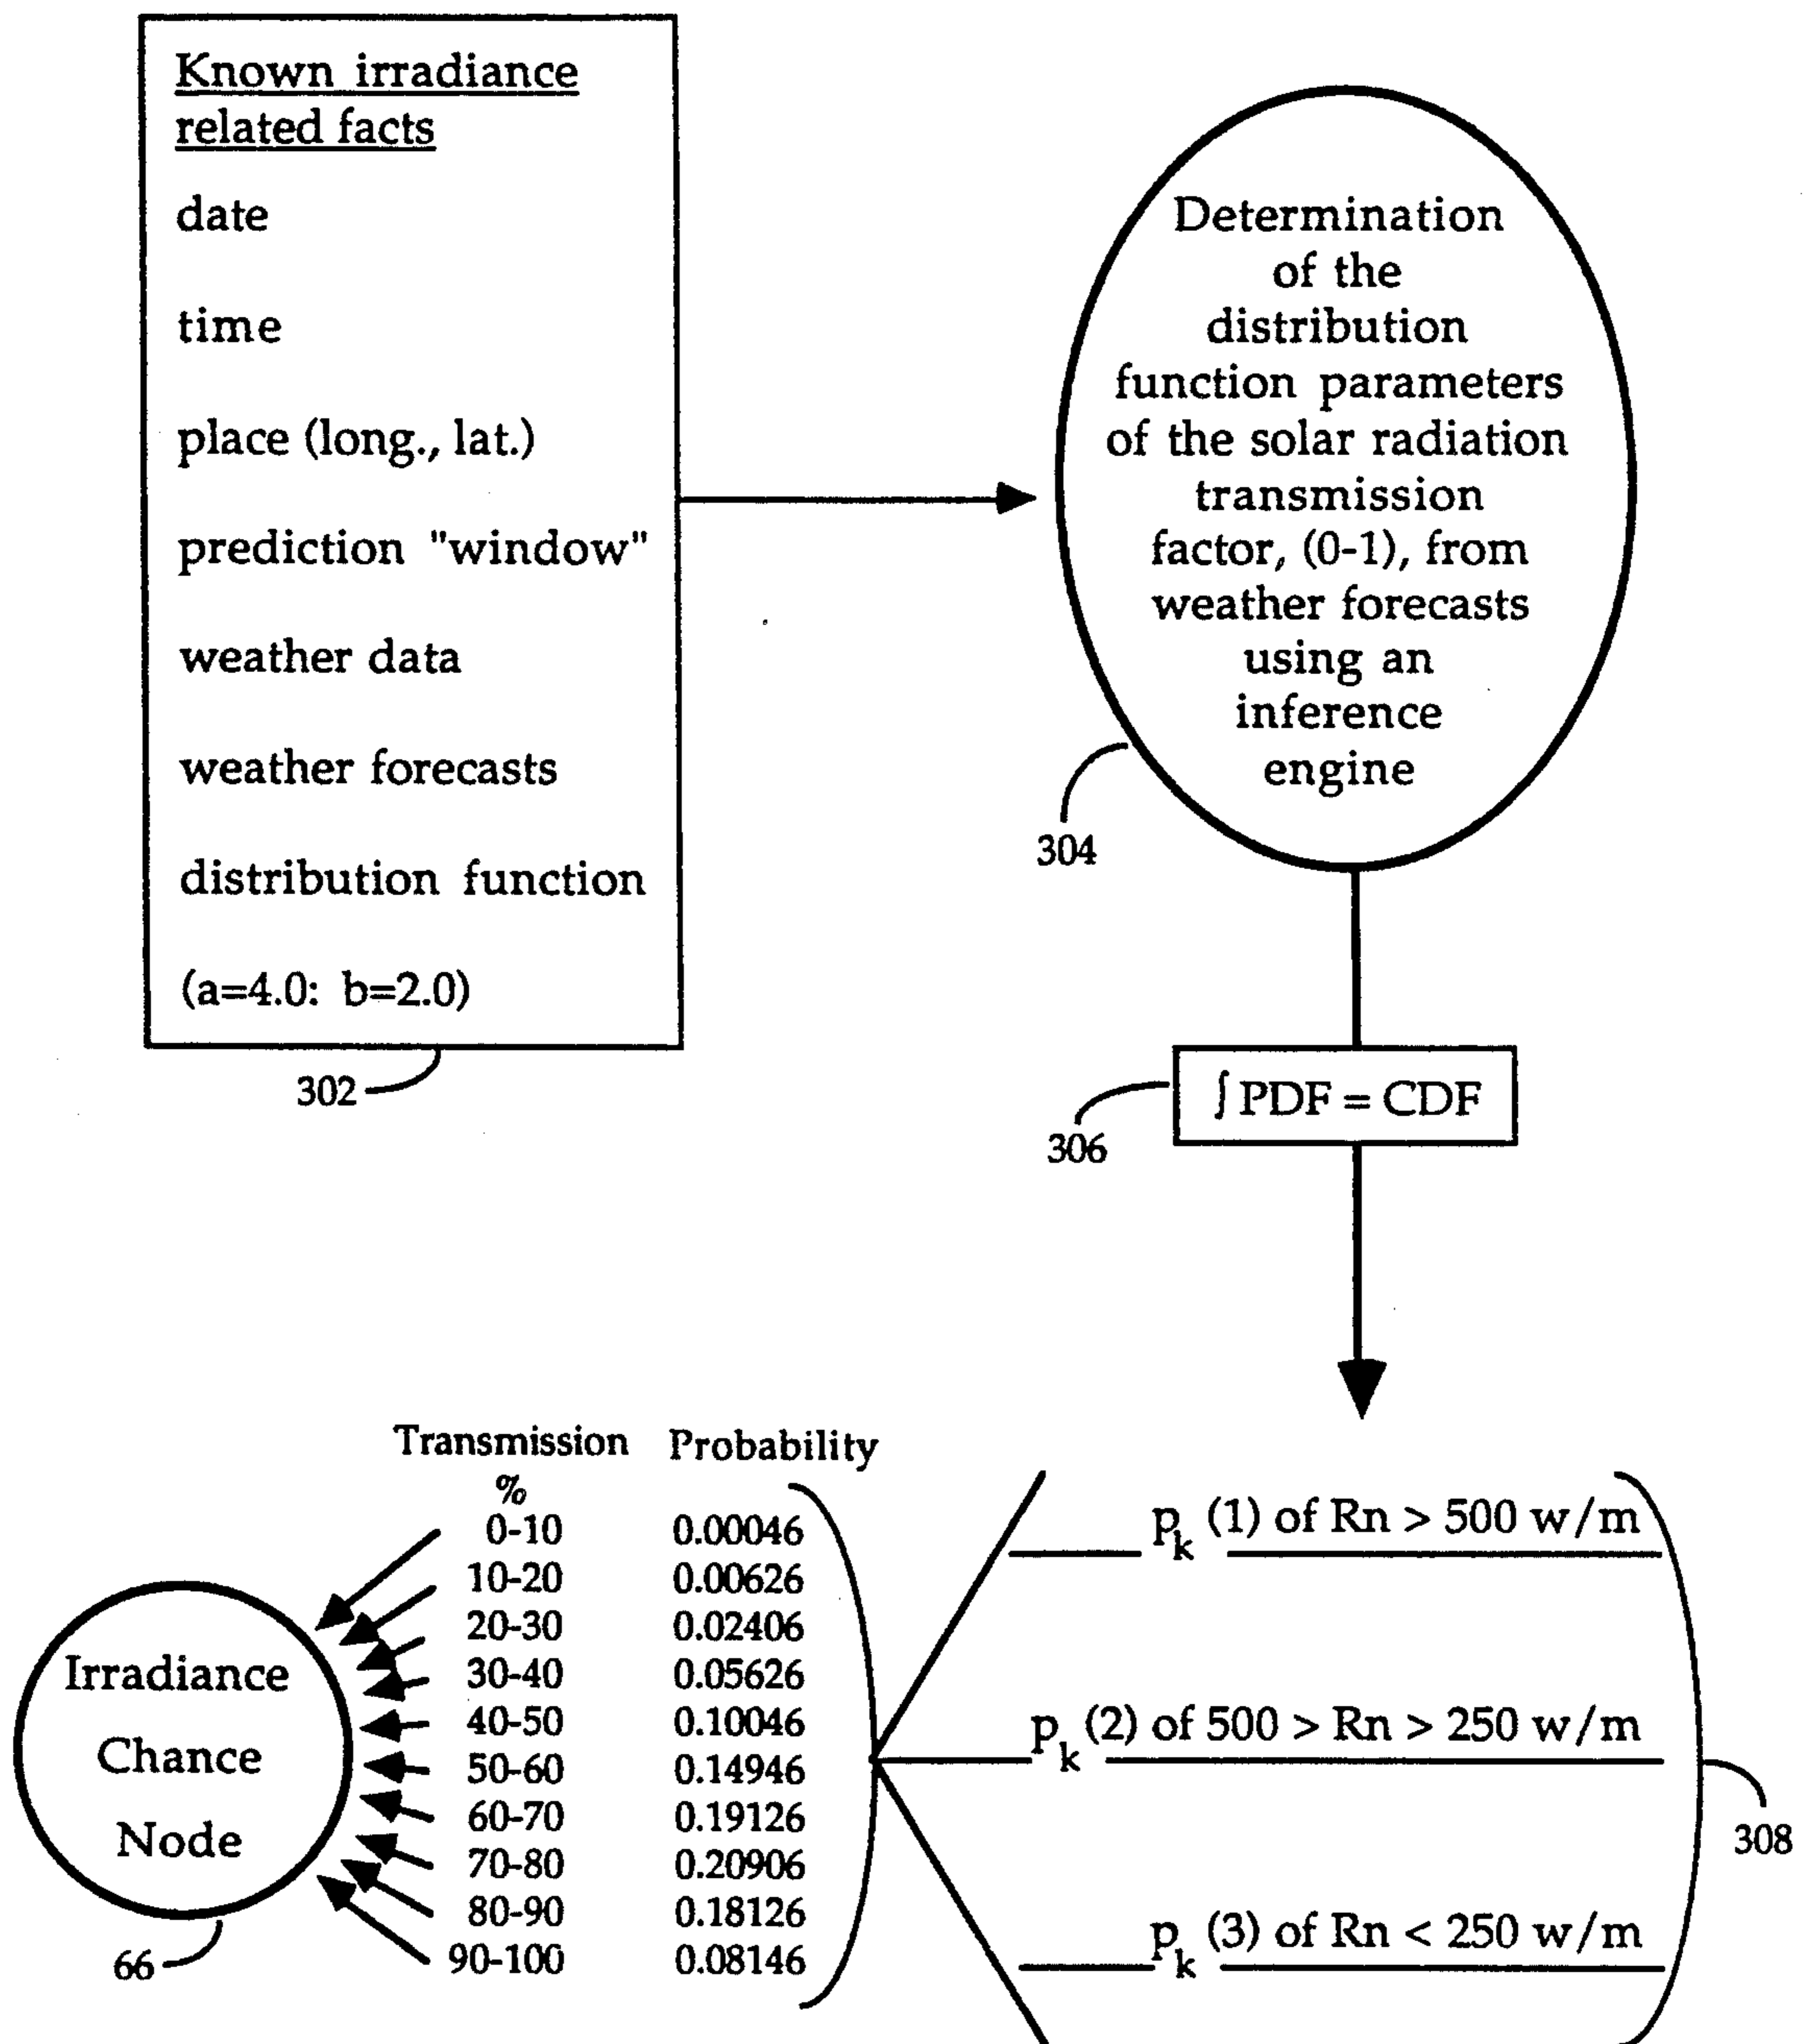 Known irradiance
related facts
date
time
place (long., lat.)
prediction "window"
weather data
weather forecasts
distribution function
(a=4.0: b=2.0)
302
Determination
of the
distribution
function parameters
of the solar radiation
transmission
factor, (0-1), from
weather forecasts
using an
inference
engine
304
∫ PDF = CDF
306
Transmission Probability
%
0-10 0.00046
10-20 0.00626
20-30 0.02406
30-40 0.05626
40-50 0.10046
50-60 0.14946
60-70 0.19126
70-80 0.20906
80-90 0.18126
90-100 0.08146
Irradiance
Chance
Node
66
pk (1) of Rn > 500 w/m
pk (2) of 500 > Rn > 250 w/m
pk (3) of Rn < 250 w/m
308